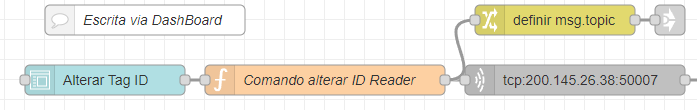 Escrita via DashBoard
definir msg.topic
Alterar Tag ID
Comando alterar ID Reader
tcp:200.145.26.38:50007